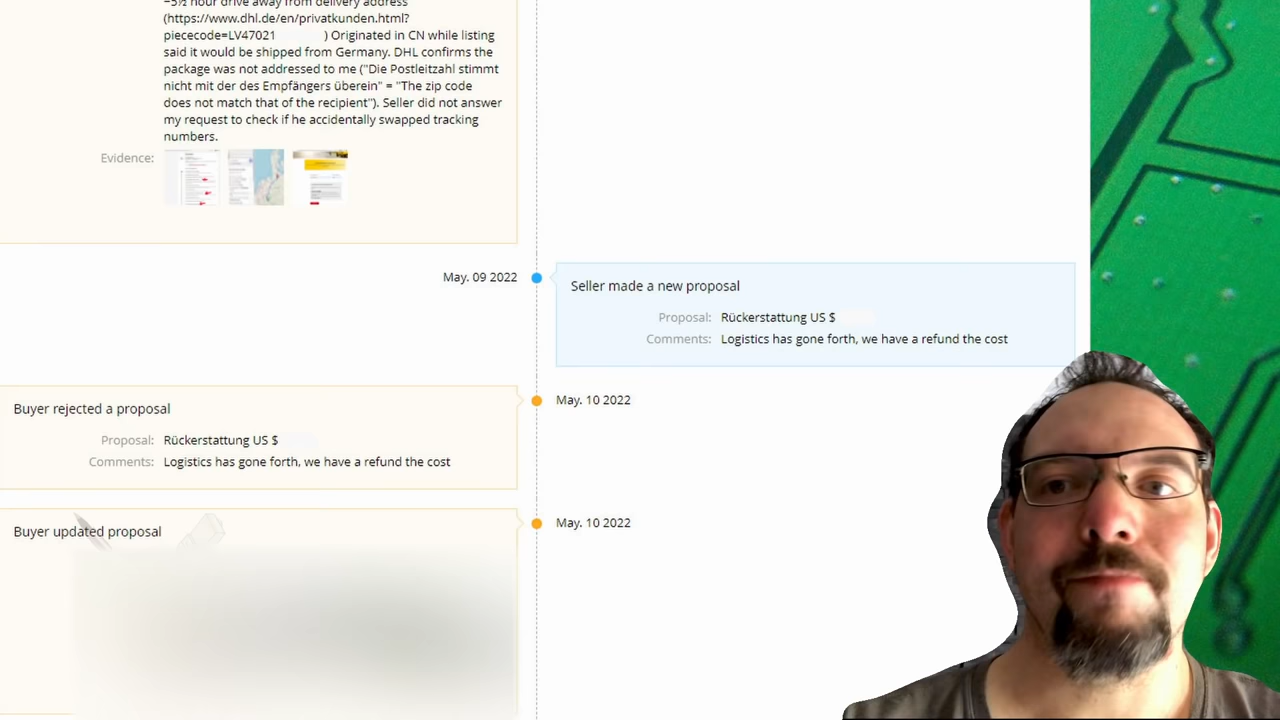 ~5½ hour drive away from delivery address
(https://www.dhl.de/en/privatkunden.html?
piececode=LV47021 ) Originated in CN while listing
said it would be shipped from Germany. DHL confirms the
package was not addressed to me ("Die Postleitzahl stimmt
nicht mit der des Empfängers überein" = "The zip code
does not match that of the recipient"). Seller did not answer
my request to check if he accidentally swapped tracking
numbers.
Evidence:
May. 09 2022
Seller made a new proposal
Proposal: Rückerstattung US $
Comments: Logistics has gone forth, we have a refund the cost
Buyer rejected a proposal
May. 10 2022
Proposal: Rückerstattung US $
Comments: Logistics has gone forth, we have a refund the cost
Buyer updated proposal
May. 10 2022